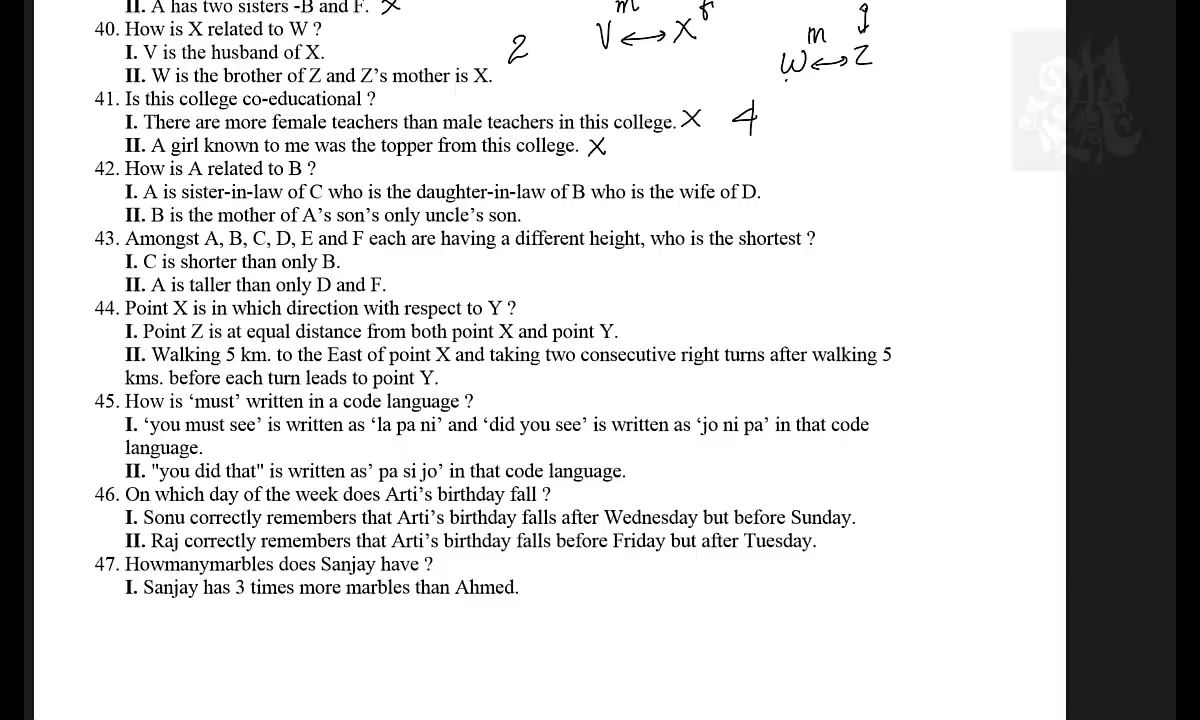 II. A has two sisters -B and F. X
40. How is X related to W ?
I. V is the husband of X.
II. W is the brother of Z and Z’s mother is X.
2
m
V ↔ X f
m
W ↔ Z
41. Is this college co-educational ?
I. There are more female teachers than male teachers in this college. X 4
II. A girl known to me was the topper from this college. X
42. How is A related to B ?
I. A is sister-in-law of C who is the daughter-in-law of B who is the wife of D.
II. B is the mother of A’s son’s only uncle’s son.
43. Amongst A, B, C, D, E and F each are having a different height, who is the shortest ?
I. C is shorter than only B.
II. A is taller than only D and F.
44. Point X is in which direction with respect to Y ?
I. Point Z is at equal distance from both point X and point Y.
II. Walking 5 km. to the East of point X and taking two consecutive right turns after walking 5
kms. before each turn leads to point Y.
45. How is ‘must’ written in a code language ?
I. ‘you must see’ is written as ‘la pa ni’ and ‘did you see’ is written as ‘jo ni pa’ in that code
language.
II. "you did that" is written as’ pa si jo’ in that code language.
46. On which day of the week does Arti’s birthday fall ?
I. Sonu correctly remembers that Arti’s birthday falls after Wednesday but before Sunday.
II. Raj correctly remembers that Arti’s birthday falls before Friday but after Tuesday.
47. Howmanymarbles does Sanjay have ?
I. Sanjay has 3 times more marbles than Ahmed.